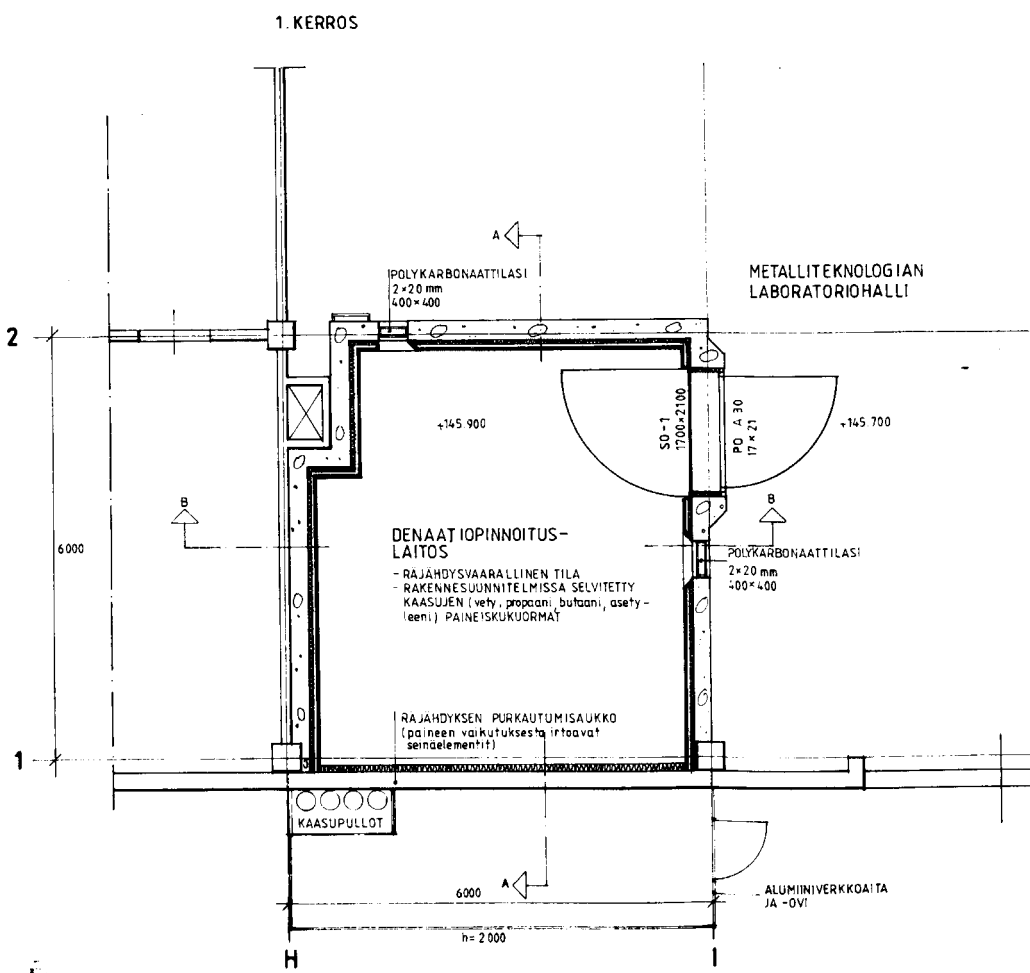 1. KERROS
A
POLYKARBONAATTILASI
2×20 mm
400×400
METALLITEKNOLOGIAN
LABORATORIOHALLI
2
+145.900
SO-1
1700×2100
PO A 30
17×21
+145.700
B
B
6000
DENAATIOPINNOITUS-
LAITOS
- RÄJÄHDYSVAARALLINEN TILA
- RAKENNESUUNNITELMISSA SELVITETTY
KAASUJEN (vety, propaani, butaani, asety-
leeni) PAINEISKUKUORMAT
POLYKARBONAATTILASI
2×20 mm
400×400
RÄJÄHDYKSEN PURKAUTUMISAUKKO
(paineen vaikutuksesta irtoavat
seinäelementit)
1
3
KAASUPULLOT
A
6000
ALUMIINIVERKKOAITA
JA -OVI
h=2000
H
I